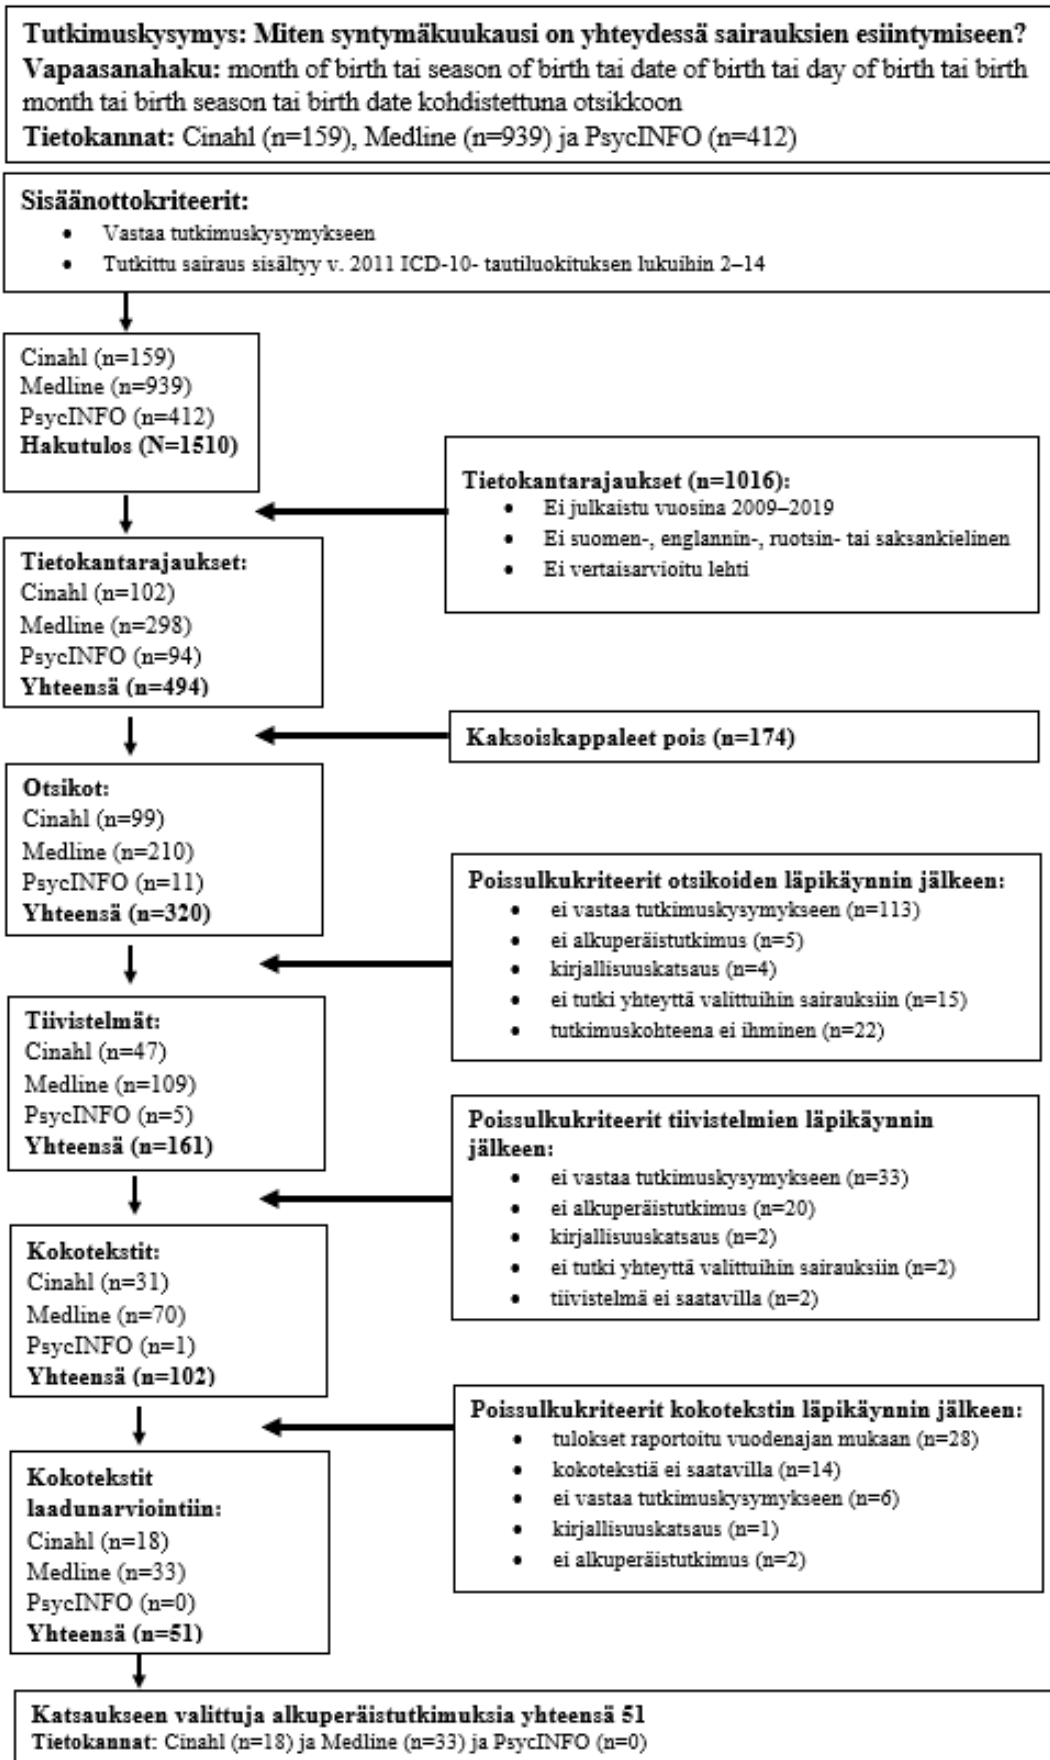 Tutkimuskysymys: Miten syntymäkuukausi on yhteydessä sairauksien esiintymiseen?
Vapaasanahaku: month of birth tai season of birth tai date of birth tai day of birth tai birth
month tai birth season tai birth date kohdistettuna otsikkoon
Tietokannat: Cinahl (n=159), Medline (n=939) ja PsycINFO (n=412)
Sisäänottokriteerit:
• Vastaa tutkimuskysymykseen
• Tutkittu sairaus sisältyy v. 2011 ICD-10- tautiluokituksen lukuihin 2–14
Cinahl (n=159)
Medline (n=939)
PsycINFO (n=412)
Hakutulos (N=1510)
Tietokantarajaukset (n=1016):
• Ei julkaistu vuosina 2009–2019
• Ei suomen-, englannin-, ruotsin- tai saksankielinen
• Ei vertaisarvioitu lehti
Tietokantarajaukset:
Cinahl (n=102)
Medline (n=298)
PsycINFO (n=94)
Yhteensä (n=494)
Kaksoiskappaleet pois (n=174)
Otsikot:
Cinahl (n=99)
Medline (n=210)
PsycINFO (n=11)
Yhteensä (n=320)
Poissulkukriteerit otsikoiden läpikäynnin jälkeen:
• ei vastaa tutkimuskysymykseen (n=113)
• ei alkuperäistutkimus (n=5)
• kirjallisuuskatsaus (n=4)
• ei tutki yhteyttä valittuihin sairauksiin (n=15)
• tutkimuskohteena ei ihminen (n=22)
Tiivistelmät:
Cinahl (n=47)
Medline (n=109)
PsycINFO (n=5)
Yhteensä (n=161)
Poissulkukriteerit tiivistelmien läpikäynnin
jälkeen:
• ei vastaa tutkimuskysymykseen (n=33)
• ei alkuperäistutkimus (n=20)
• kirjallisuuskatsaus (n=2)
• ei tutki yhteyttä valittuihin sairauksiin (n=2)
• tiivistelmä ei saatavilla (n=2)
Kokotekstit:
Cinahl (n=31)
Medline (n=70)
PsycINFO (n=1)
Yhteensä (n=102)
Poissulkukriteerit kokotekstin läpikäynnin jälkeen:
• tulokset raportoitu vuodenajan mukaan (n=28)
• kokotekstiä ei saatavilla (n=14)
• ei vastaa tutkimuskysymykseen (n=6)
• kirjallisuuskatsaus (n=1)
• ei alkuperäistutkimus (n=2)
Kokotekstit
laadunarviointiin:
Cinahl (n=18)
Medline (n=33)
PsycINFO (n=0)
Yhteensä (n=51)
Katsaukseen valittuja alkuperäistutkimuksia yhteensä 51
Tietokannat: Cinahl (n=18) ja Medline (n=33) ja PsycINFO (n=0)